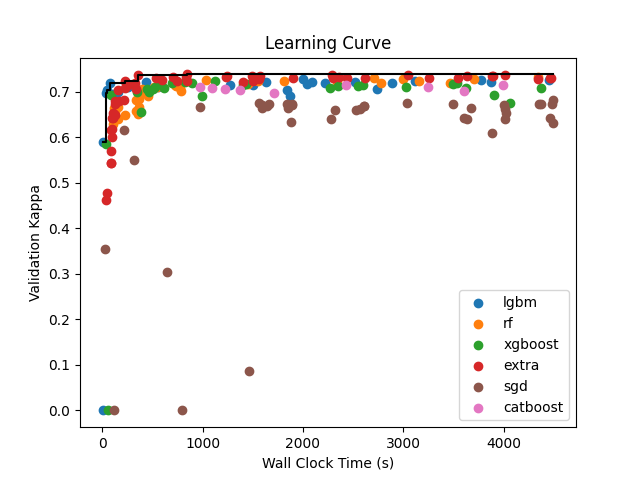 Learning Curve
Validation Kappa
0.7
0.6
0.5
0.4
0.3
0.2
0.1
0.0
lgbm
rf
xgboost
extra
sgd
catboost
0 1000 2000 3000 4000
Wall Clock Time (s)